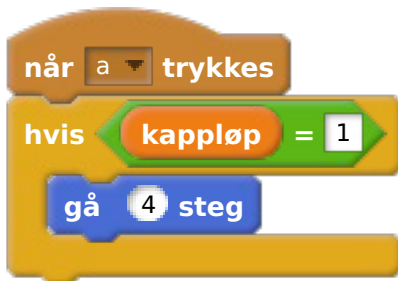 når a trykkes
hvis kappløp = 1
gå 4 steg